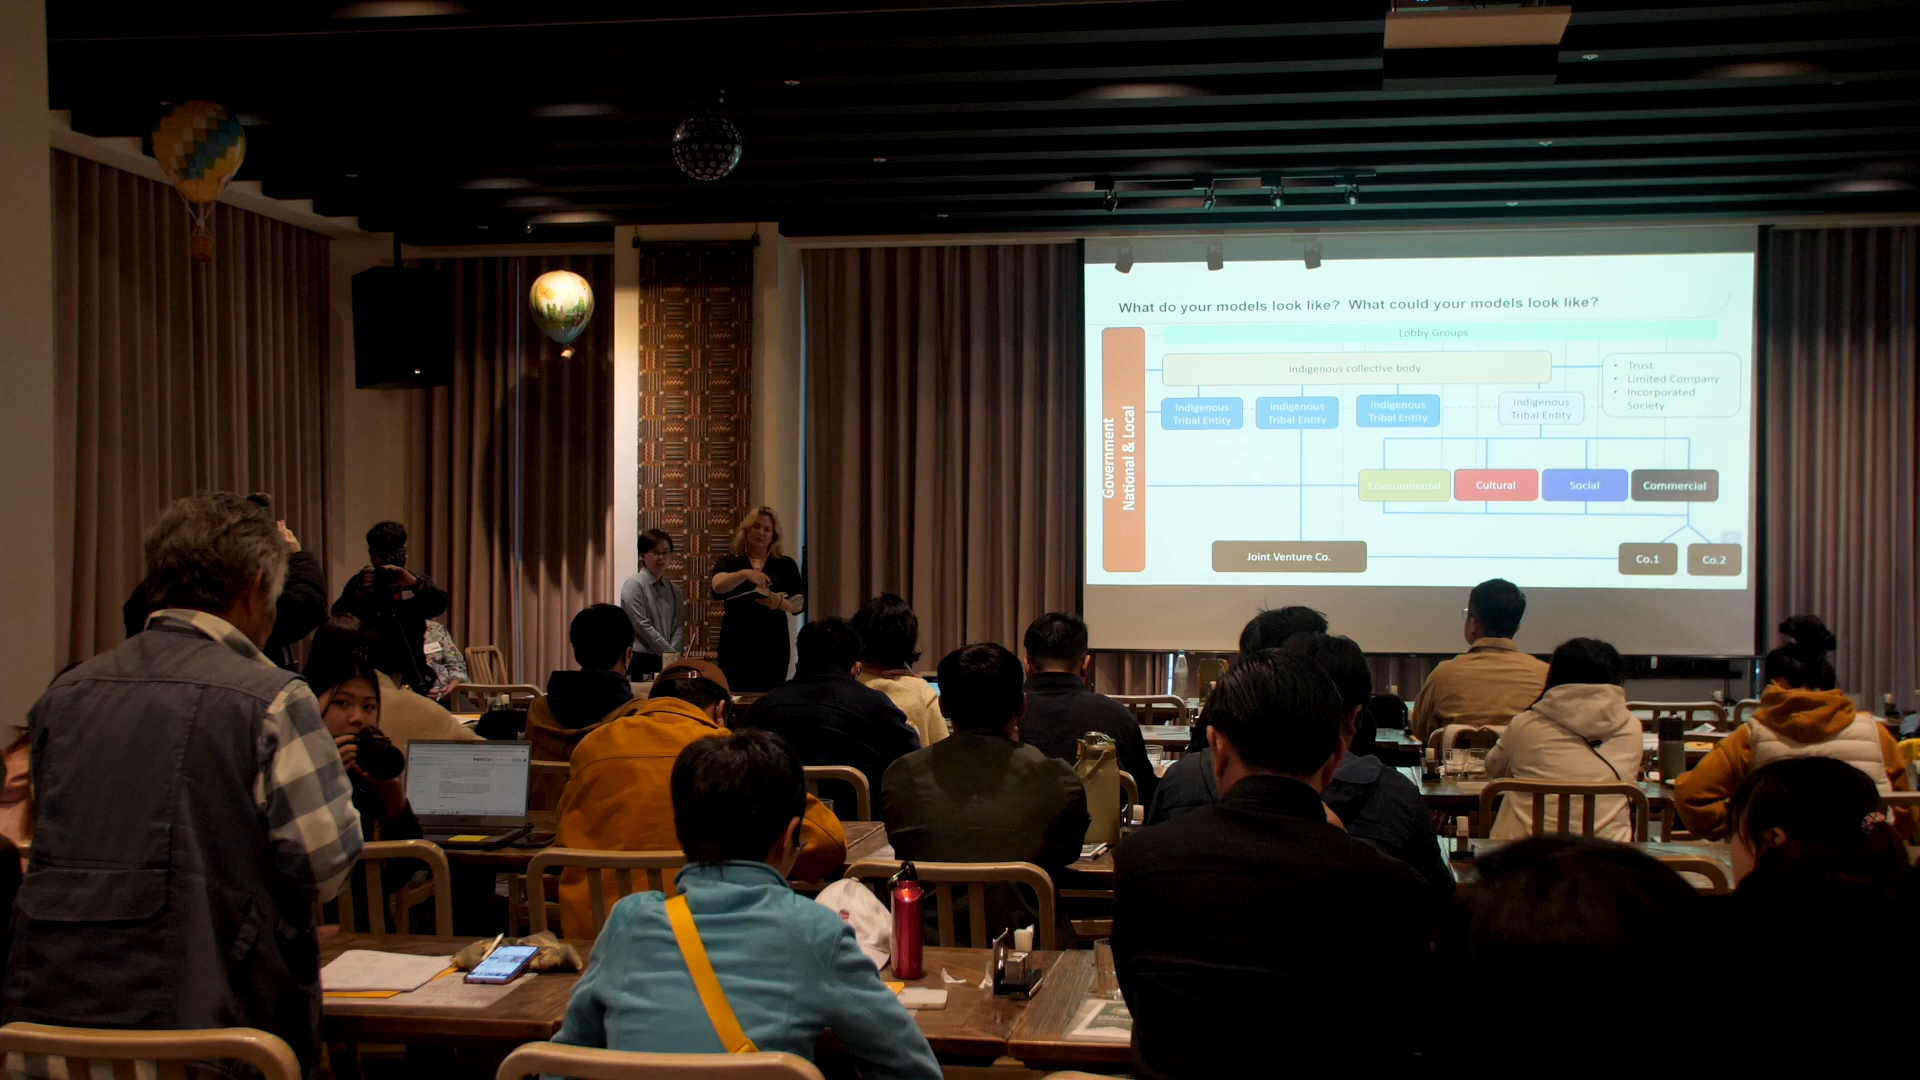 What do your models look like? What could your models look like?
Lobby Groups
Government
National & Local
Indigenous collective body
• Trust
• Limited Company
• Incorporated
Society
Indigenous
Tribal Entity
Indigenous
Tribal Entity
Indigenous
Tribal Entity
Indigenous
Tribal Entity
Environmental
Cultural
Social
Commercial
Joint Venture Co.
Co.1
Co.2